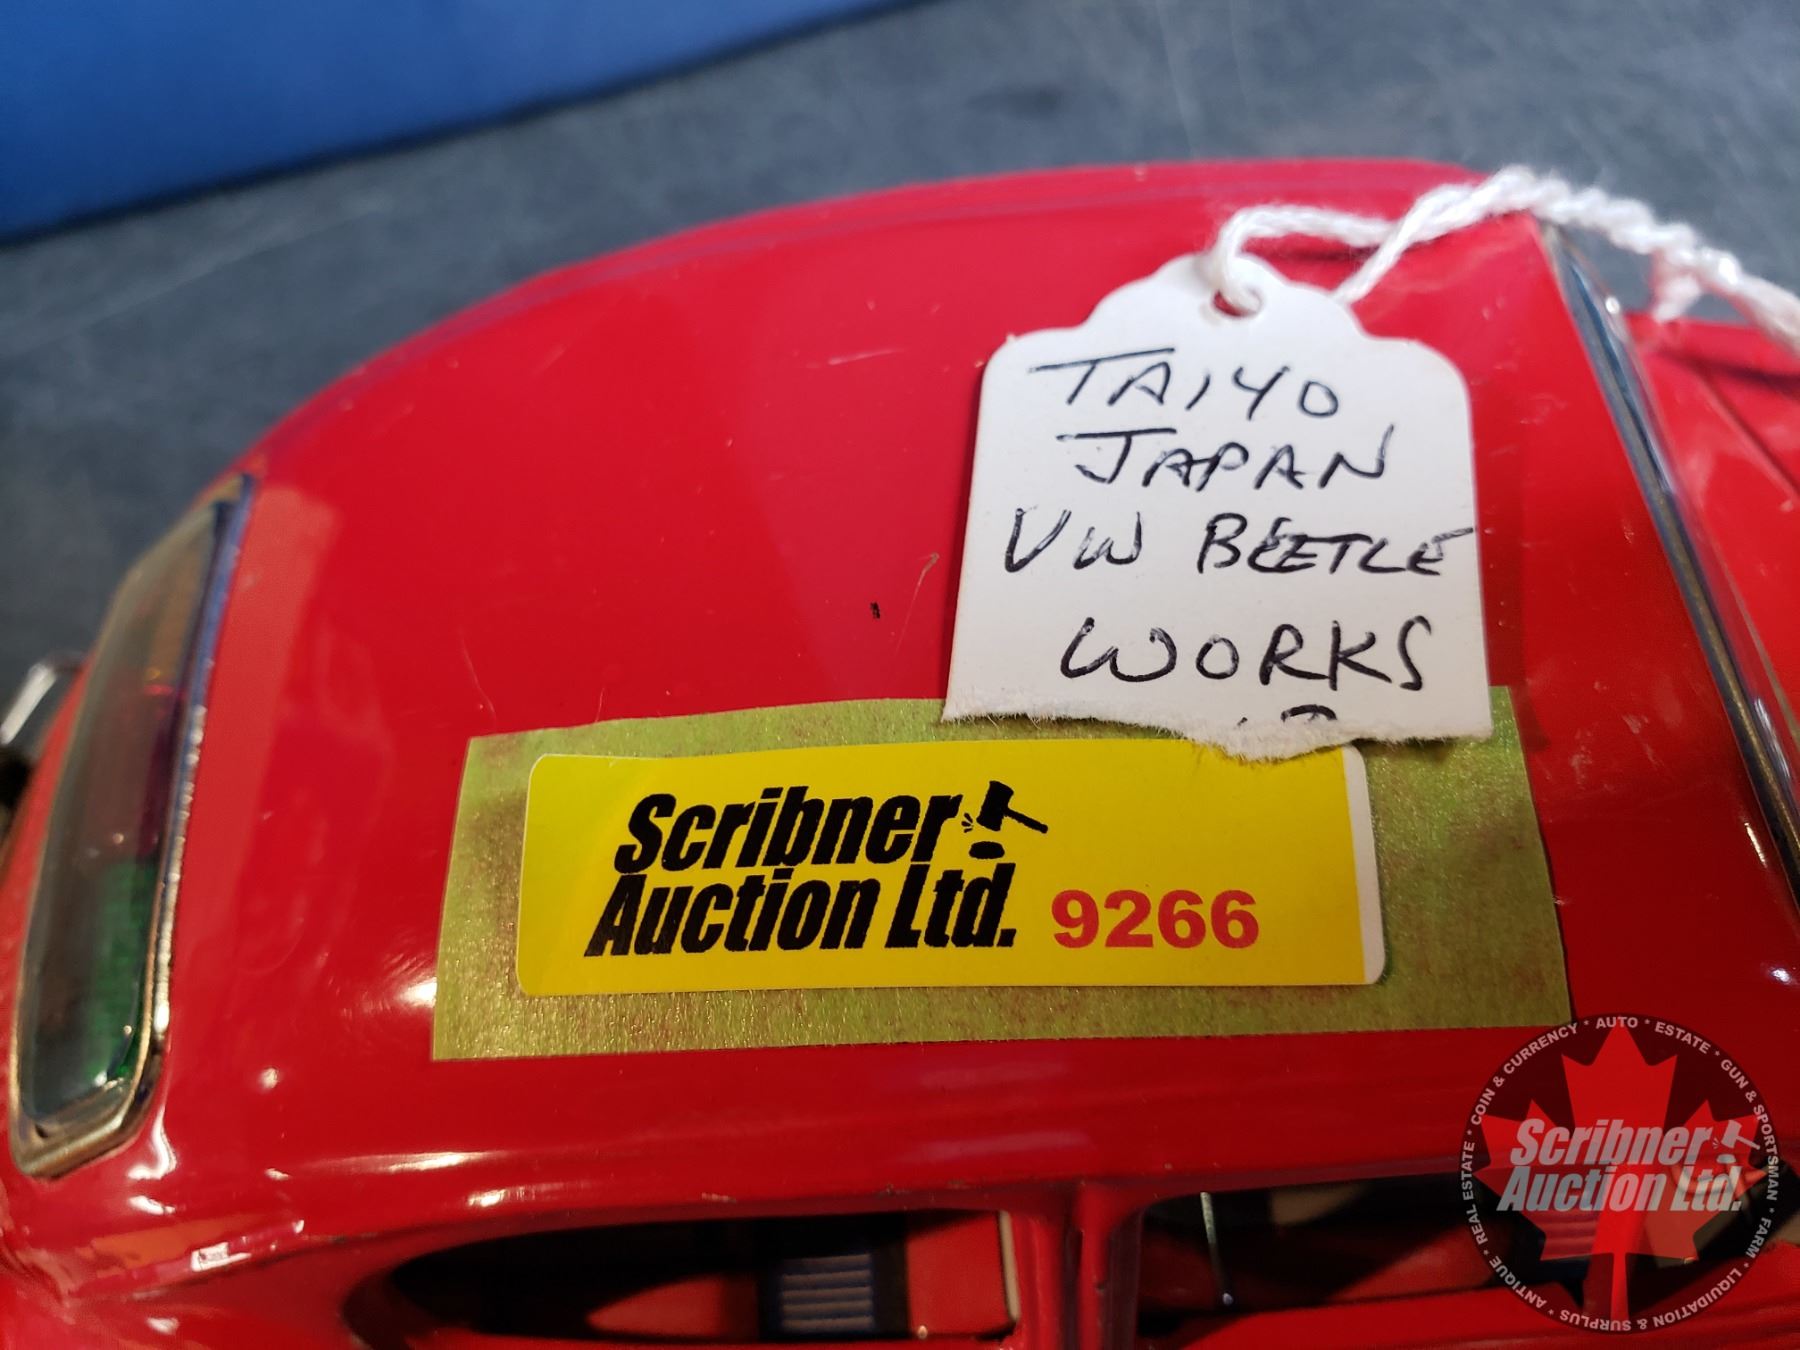 TAIYO
JAPAN
VW BEETLE
WORKS
Scribner
Auction Ltd. 9266
Scribner
Auction Ltd.
ANTIQUE * REAL ESTATE * COIN & CURRENCY * AUTO * ESTATE * GUN & SPORTSMAN * FARM * LIQUIDATION & SURPLUS *